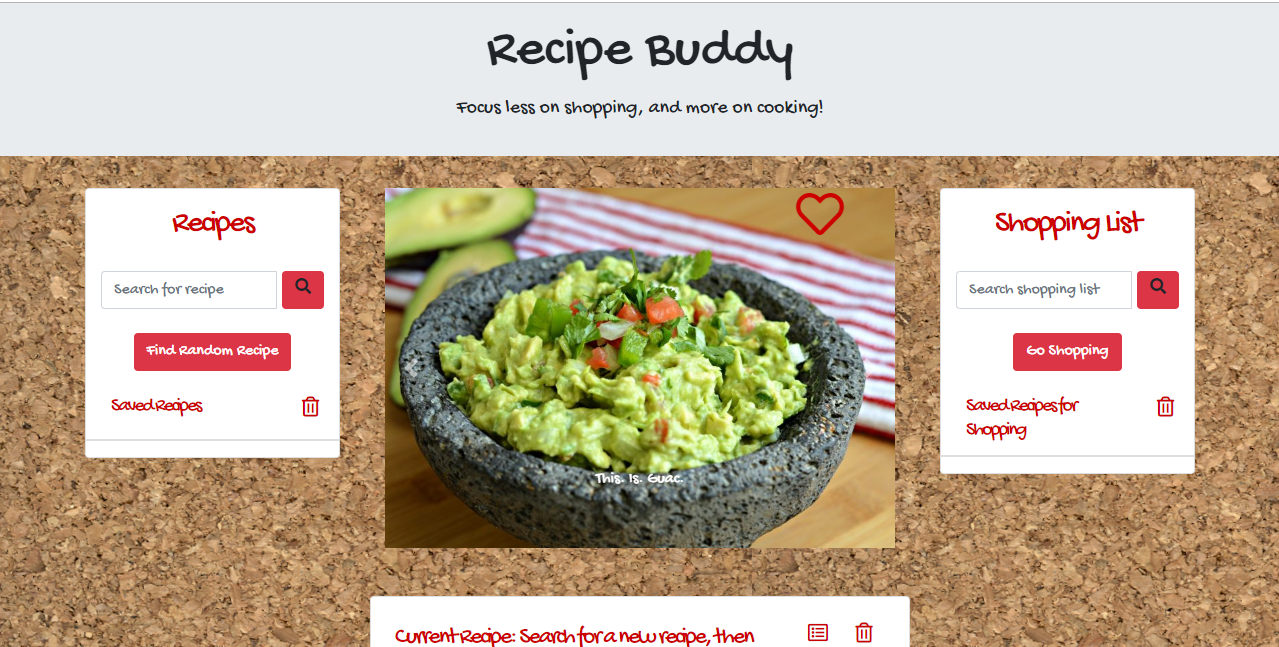 Recipe Buddy
Focus less on shopping, and more on cooking!
Recipes
Search for recipe
Find Random Recipe
Saved Recipes
This. Is. Guac.
Shopping List
Search shopping list
Go Shopping
Saved Recipes for
Shopping
Current Recipe: Search for a new recipe, then